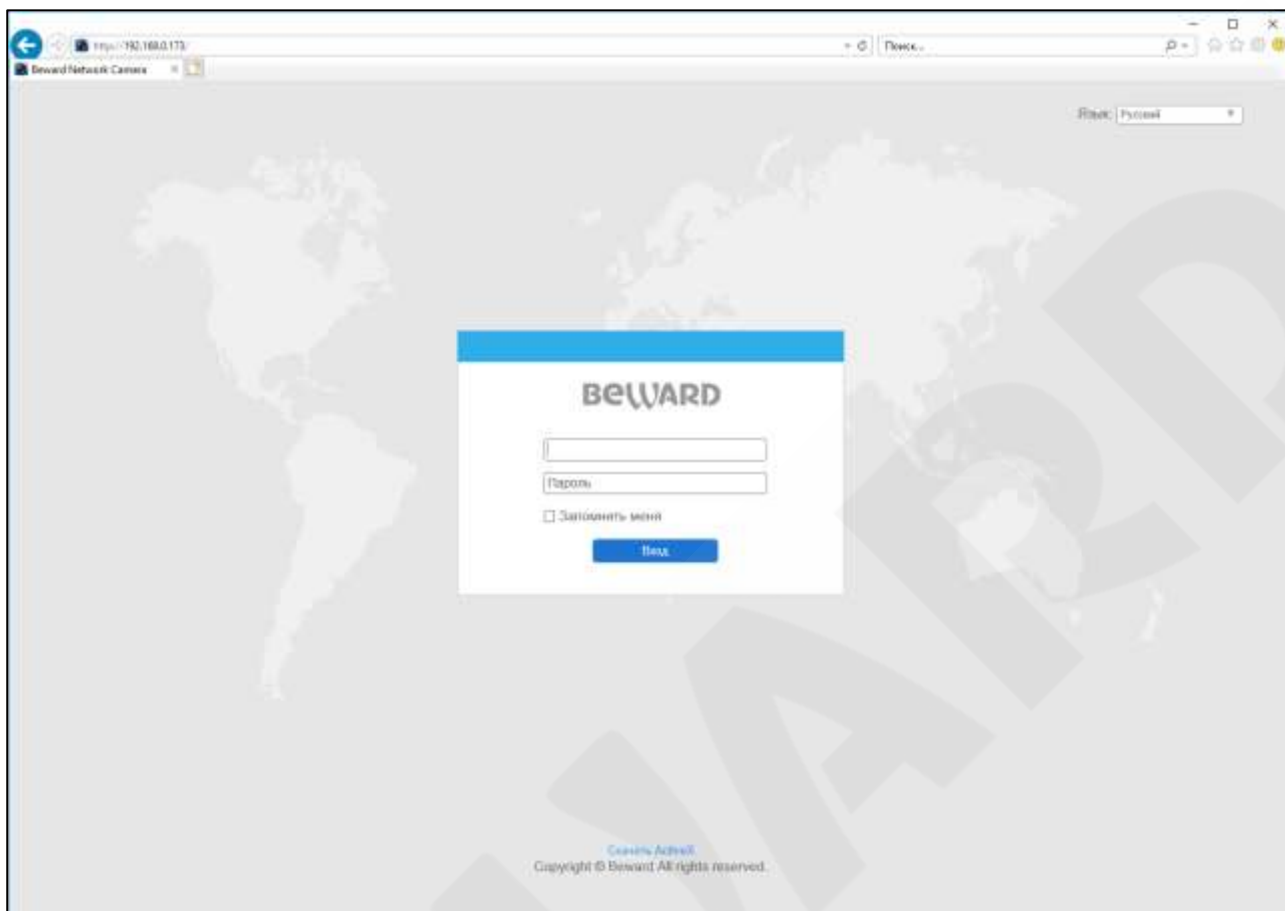 http://192.168.0.173/
Поиск...
Beward Network Camera
Язык: Русский
BEWARD
Пароль
Запомнить меня
Вход
Скачать ActiveX
Copyright © Beward All rights reserved.